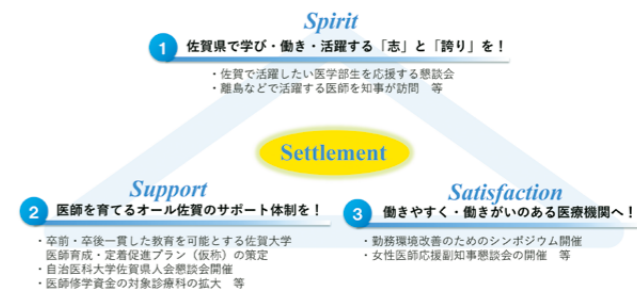 Spirit
1 佐賀県で学び・働き・活躍する「志」と「誇り」を！
・佐賀で活躍したい医学部生を応援する懇談会
・離島などで活躍する医師を知事が訪問　等
Settlement
Support
2 医師を育てるオール佐賀のサポート体制を！
・卒前・卒後一貫した教育を可能とする佐賀大学
医師育成・定着促進プラン（仮称）の策定
・自治医科大学佐賀県人会懇談会開催
・医師修学資金の対象診療科の拡大　等
Satisfaction
3 働きやすく・働きがいのある医療機関へ！
・勤務環境改善のためのシンポジウム開催
・女性医師応援副知事懇談会の開催　等